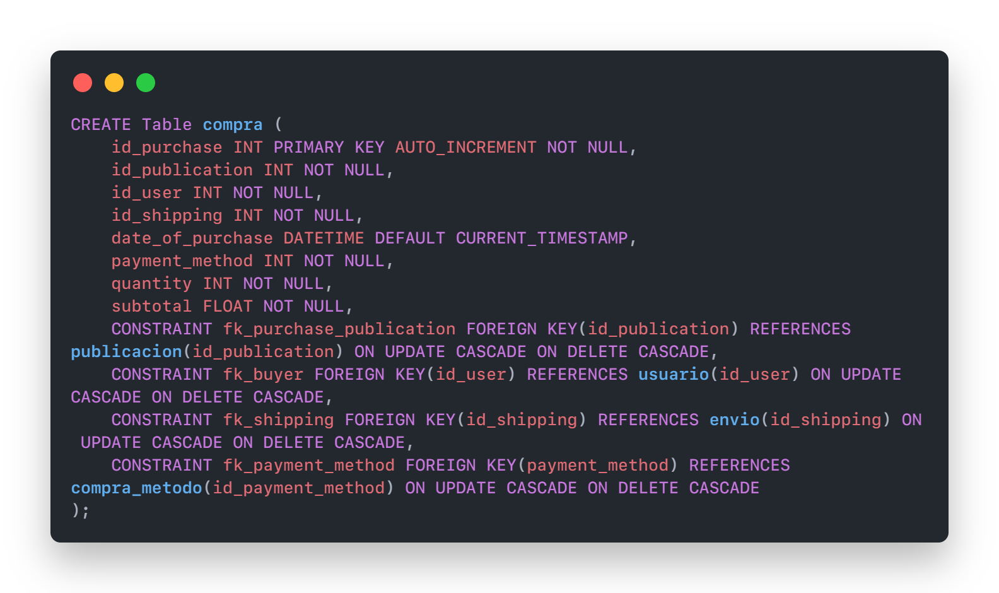 CREATE Table compra (
    id_purchase INT PRIMARY KEY AUTO_INCREMENT NOT NULL,
    id_publication INT NOT NULL,
    id_user INT NOT NULL,
    id_shipping INT NOT NULL,
    date_of_purchase DATETIME DEFAULT CURRENT_TIMESTAMP,
    payment_method INT NOT NULL,
    quantity INT NOT NULL,
    subtotal FLOAT NOT NULL,
    CONSTRAINT fk_purchase_publication FOREIGN KEY(id_publication) REFERENCES
publicacion(id_publication) ON UPDATE CASCADE ON DELETE CASCADE,
    CONSTRAINT fk_buyer FOREIGN KEY(id_user) REFERENCES usuario(id_user) ON UPDATE
CASCADE ON DELETE CASCADE,
    CONSTRAINT fk_shipping FOREIGN KEY(id_shipping) REFERENCES envio(id_shipping) ON
 UPDATE CASCADE ON DELETE CASCADE,
    CONSTRAINT fk_payment_method FOREIGN KEY(payment_method) REFERENCES
compra_metodo(id_payment_method) ON UPDATE CASCADE ON DELETE CASCADE
);